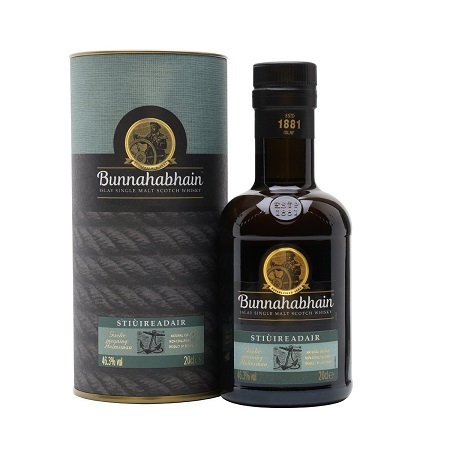 Bunnahabhain
ISLAY SINGLE MALT SCOTCH WHISKY
STIÙIREADAIR
46.3% vol
20cl
1881
ISLAY
Bunnahabhain
ISLAY SINGLE MALT SCOTCH WHISKY
STIÙIREADAIR
46.3% vol
20cl